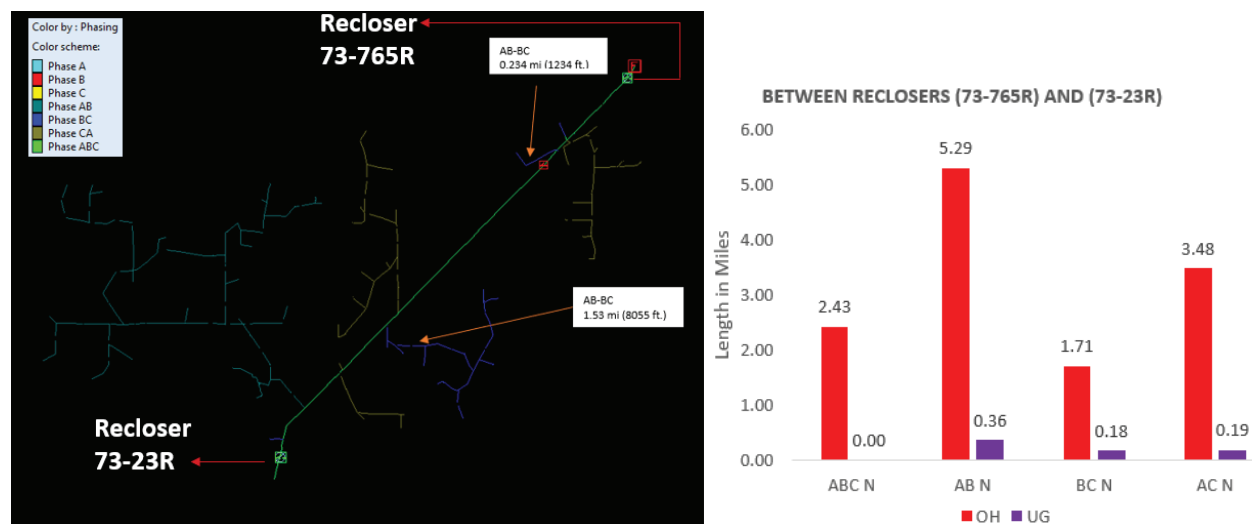 Color by : Phasing
Color scheme:
Phase A
Phase B
Phase C
Phase AB
Phase BC
Phase CA
Phase ABC
Recloser
73-765R
AB-BC
0.234 mi (1234 ft.)
AB-BC
1.53 mi (8055 ft.)
Recloser
73-23R
BETWEEN RECLOSERS (73-765R) AND (73-23R)
Length in Miles
6.00
5.00
4.00
3.00
2.00
1.00
0.00
2.43
0.00
5.29
0.36
1.71
0.18
3.48
0.19
ABC N
AB N
BC N
AC N
OH
UG